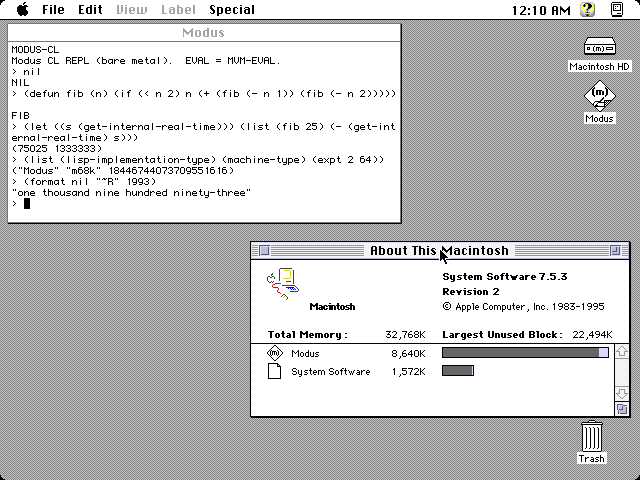 File Edit View Label Special 12:10 AM
Modus
MODUS-CL
Modus CL REPL (bare metal).  EVAL = MVM-EVAL.
> nil
NIL
> (defun fib (n) (if (< n 2) n (+ (fib (- n 1)) (fib (- n 2)))))
FIB
> (let ((s (get-internal-real-time))) (list (fib 25) (- (get-int
ernal-real-time) s)))
(75025 1333333)
> (list (lisp-implementation-type) (machine-type) (expt 2 64))
("Modus" "m68k" 18446744073709551616)
> (format nil "~R" 1993)
"one thousand nine hundred ninety-three"
>
(m)
Macintosh HD
(m)
Modus
About This Macintosh
System Software 7.5.3
Revision 2
Macintosh
© Apple Computer, Inc. 1983-1995
Total Memory: 32,768K Largest Unused Block: 22,494K
(m) Modus 8,640K
System Software 1,572K
Trash